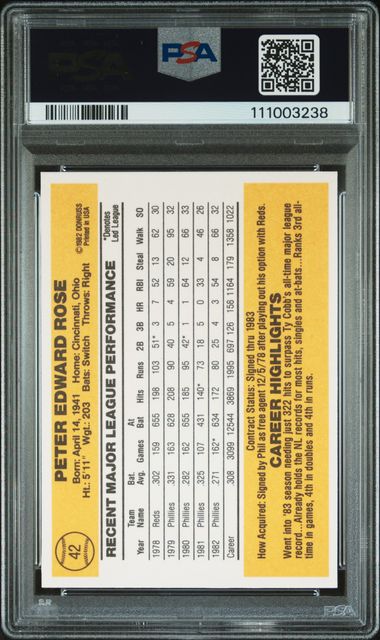 PSA
PSA
111003238
42
PETER EDWARD ROSE
Born: April 14, 1941 Home: Cincinnati, Ohio
Ht.: 5'11" Wgt.: 203 Bats: Switch Throws: Right
©1982 DONRUSS
Printed in USA
RECENT MAJOR LEAGUE PERFORMANCE
*Denotes
Led League
Year Team Name Bat. Avg. Games At Bat Hits Runs 2B 3B HR RBI Steal Walk SO
1978 Reds .302 159 655 198 103 51* 3 7 52 13 62 30
1979 Phillies .331 163 628 208 90 40 5 4 59 20 95 32
1980 Phillies .282 162 655 185 95 42* 1 1 64 12 66 33
1981 Phillies .325 107 431 140* 73 18 5 0 33 4 46 26
1982 Phillies .271 162* 634 172 80 25 4 3 54 8 66 32
Career .308 3099 12544 3869 1995 697 126 158 1164 179 1358 1022
Contract Status: Signed thru 1983
How Acquired: Signed by Phil as free agent 12/5/78 after playing out his option with Reds.
CAREER HIGHLIGHTS
Went into '83 season needing just 322 hits to surpass Ty Cobb's all-time major league
record...Already holds the NL records for most hits, singles and at-bats...Ranks 3rd all-
time in games, 4th in doubles and 4th in runs.